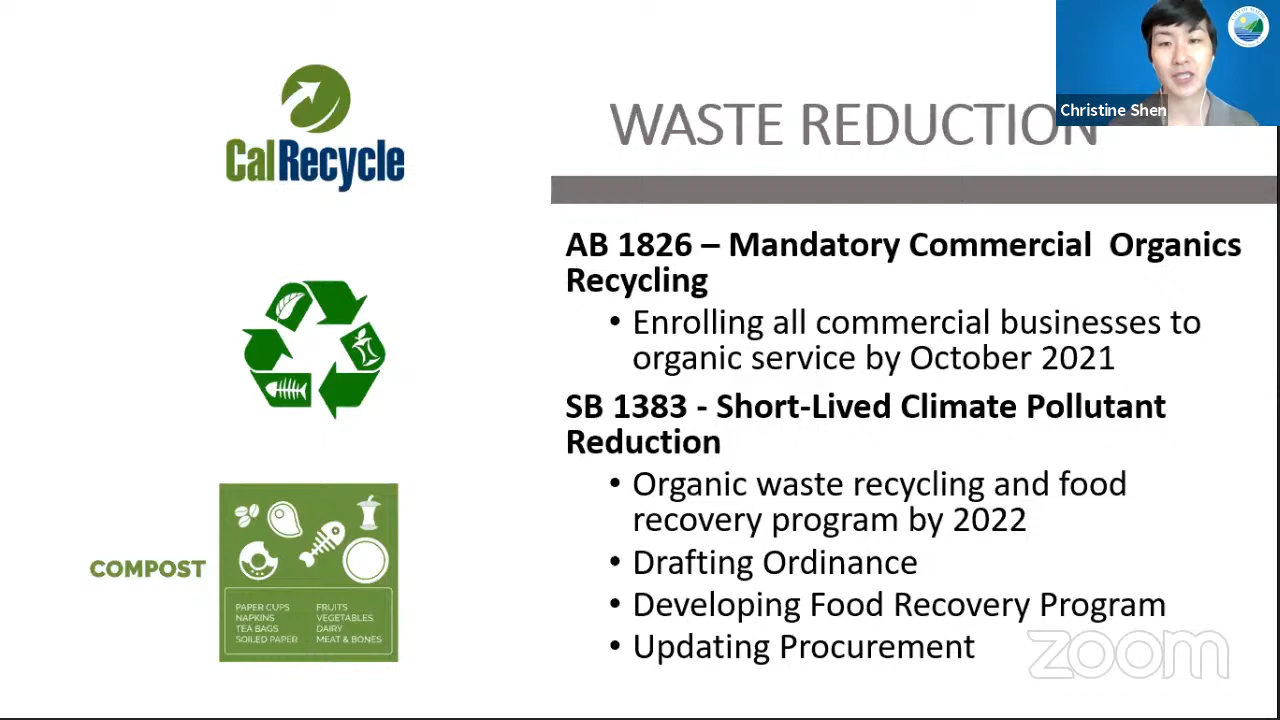 CalRecycle
WASTE REDUCTION
Christine Shen
AB 1826 – Mandatory Commercial  Organics
Recycling
• Enrolling all commercial businesses to
organic service by October 2021
SB 1383 - Short-Lived Climate Pollutant
Reduction
• Organic waste recycling and food
recovery program by 2022
• Drafting Ordinance
• Developing Food Recovery Program
• Updating Procurement
COMPOST
PAPER CUPS
NAPKINS
TEA BAGS
SOILED PAPER
FRUITS
VEGETABLES
DAIRY
MEAT & BONES
zoom